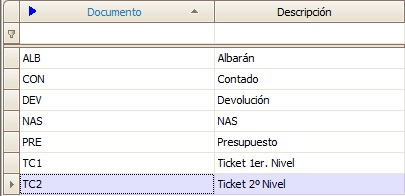 Documento Descripción
ALB Albarán
CON Contado
DEV Devolución
NAS NAS
PRE Presupuesto
TC1 Ticket 1er. Nivel
TC2 Ticket 2º Nivel